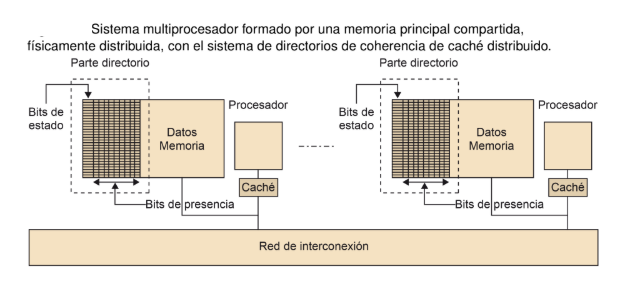 Sistema multiprocesador formado por una memoria principal compartida,
físicamente distribuida, con el sistema de directorios de coherencia de caché distribuido.
Parte directorio
Bits de
estado
Datos
Memoria
Procesador
Caché
Bits de presencia
Parte directorio
Bits de
estado
Datos
Memoria
Procesador
Caché
Bits de presencia
Red de interconexión